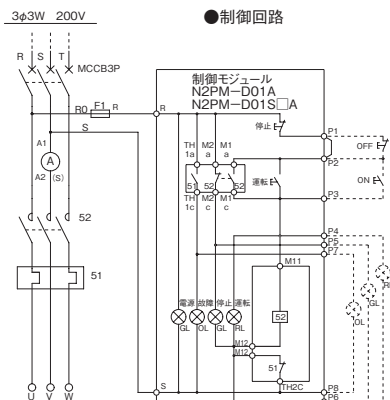 3φ3W 200V
●制御回路
R S T
MCCB3P
制御モジュール
N2PM-D01A
N2PM-D01S□A
R0 F1 R
R
停止
P1
OFF
S
A1
A
A2 (S)
TH M2 M1
1a a a
P2
51 52 52
運転
ON
TH M2 M1
1c c c
P3
52
P4
P5
P7
51
M11
RL
GL
OL
電源 故障 停止 運転
GL OL GL RL
52
M12
M12
51
S
TH2C
P8
P6
U V W